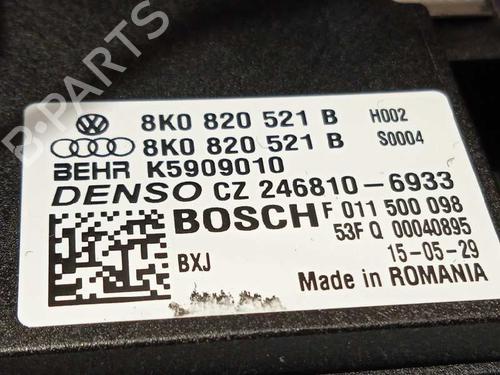 8K0 820 521 B H002
8K0 820 521 B S0004
BEHR K5909010
DENSO CZ 246810-6933
BOSCH F 011 500 098
53F Q 00040895
BXJ 15-05-29
Made in ROMANIA
B-PARTS